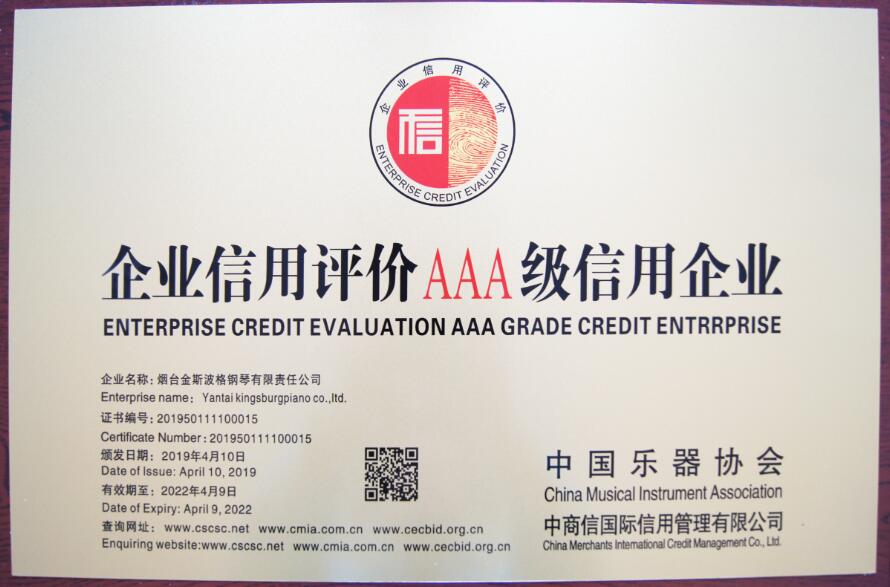 企业信用评价
信
ENTERPRISE CREDIT EVALUATION
企业信用评价AAA级信用企业
ENTERPRISE CREDIT EVALUATION AAA GRADE CREDIT ENTRRPRISE
企业名称：烟台金斯波格钢琴有限责任公司
Enterprise name： Yantai kingsburgpiano co.,ltd.
证书编号：201950111100015
Certificate Number：201950111100015
颁发日期：2019年4月10日
Date of Issue: April 10, 2019
有效期至：2022年4月9日
Date of Expiry: April 9, 2022
查询网址： www.cscsc.net www.cmia.com.cn www.cecbid.org.cn
Enquiring website:www.cscsc.net www.cmia.com.cn www.cecbid.org.cn
中国乐器协会
China Musical Instrument Association
中商信国际信用管理有限公司
China Merchants International Credit Management Co., Ltd.